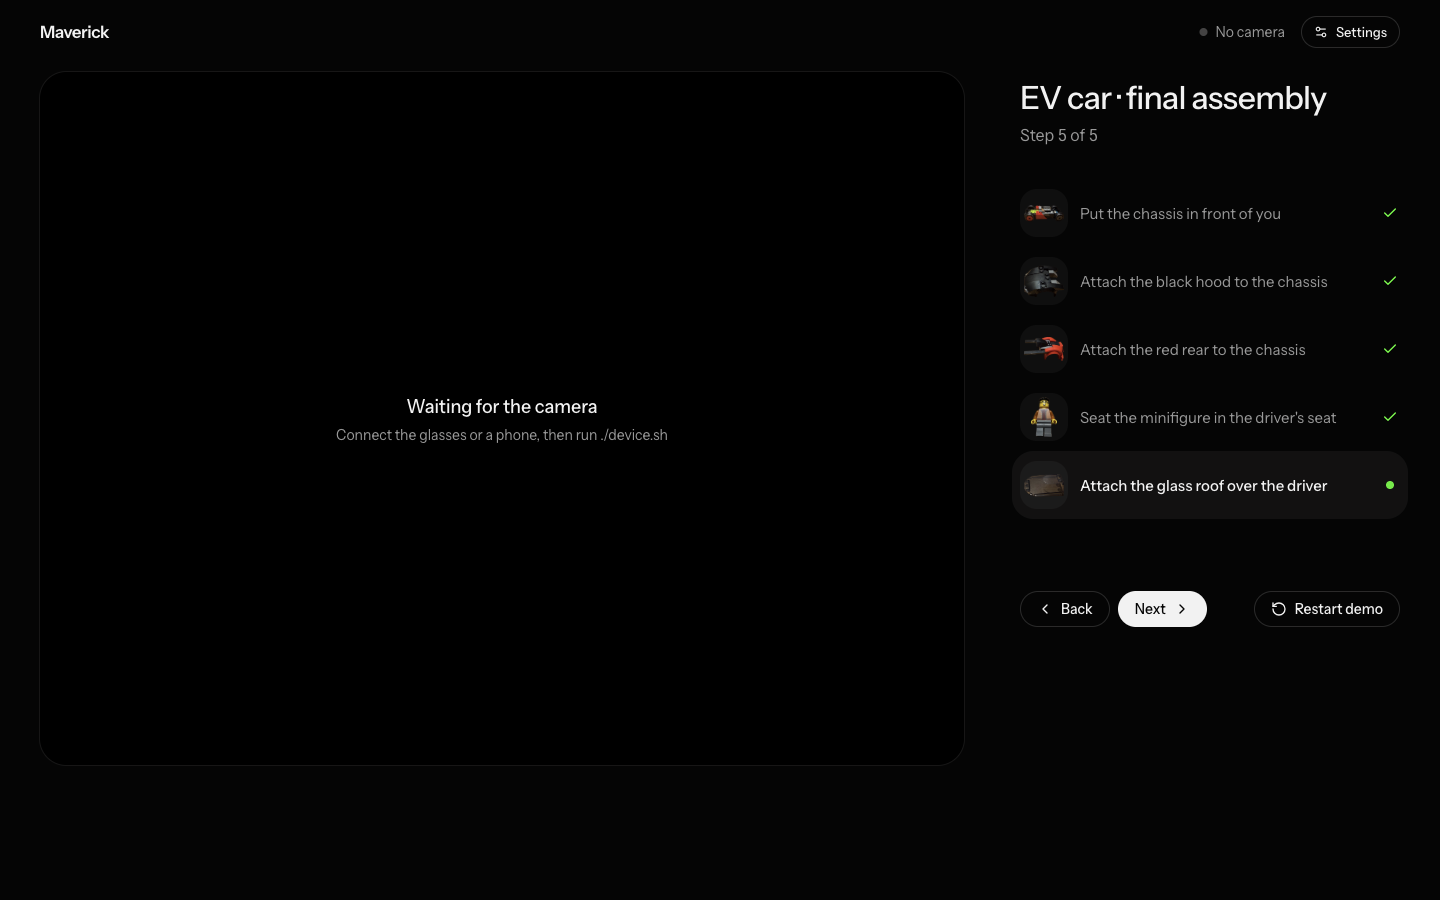 Maverick
No camera
Settings
EV car · final assembly
Step 5 of 5
Put the chassis in front of you
Attach the black hood to the chassis
Attach the red rear to the chassis
Seat the minifigure in the driver's seat
Attach the glass roof over the driver
Waiting for the camera
Connect the glasses or a phone, then run ./device.sh
Back
Next
Restart demo